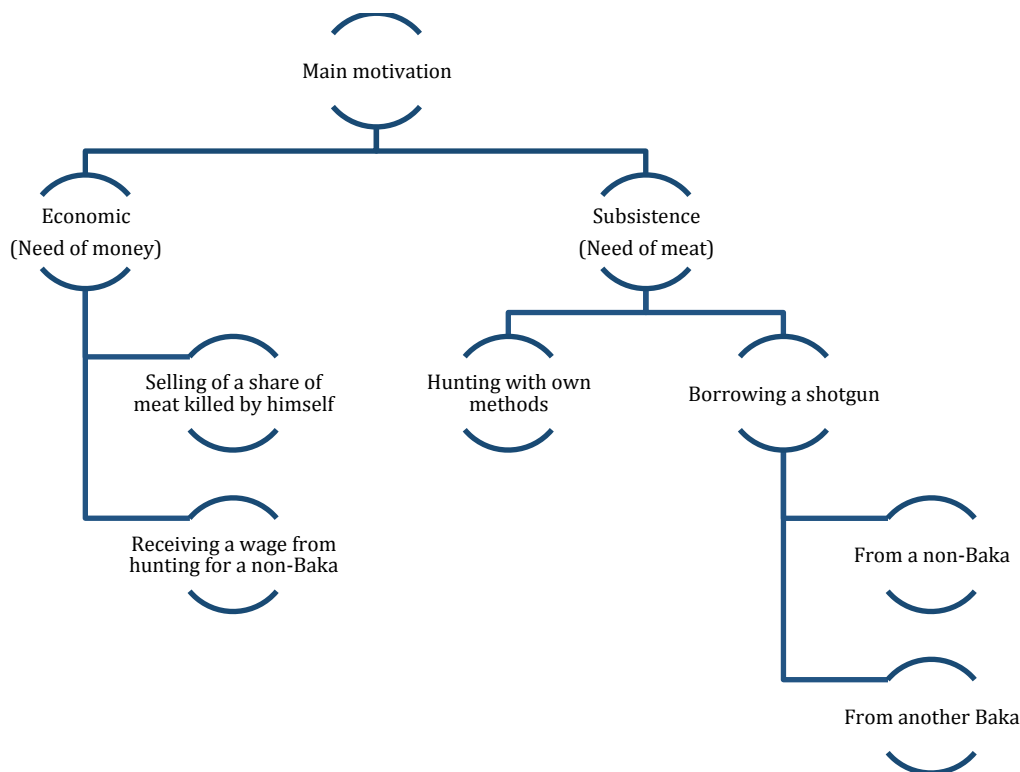 Main motivation
Economic
(Need of money)
Subsistence
(Need of meat)
Selling of a share of
meat killed by himself
Hunting with own
methods
Borrowing a shotgun
Receiving a wage from
hunting for a non-Baka
From a non-Baka
From another Baka